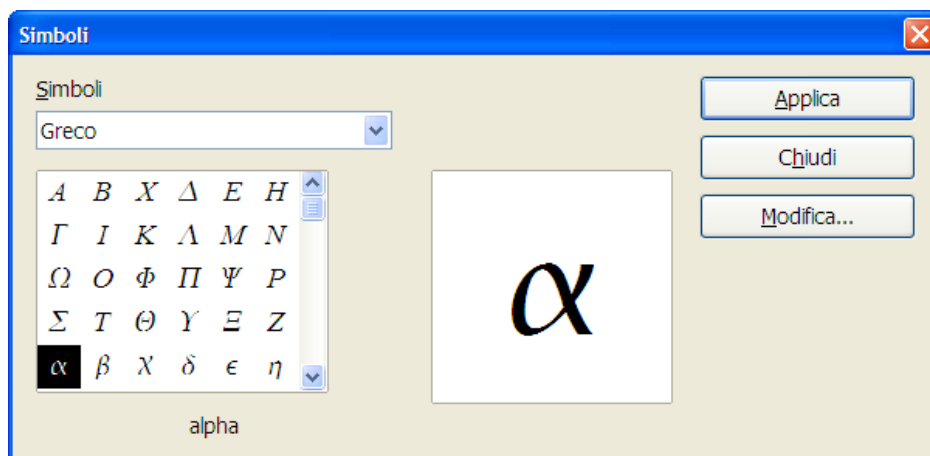 Simboli
Simboli
Greco
Α Β Χ Δ Ε Η
Γ Ι Κ Λ Μ Ν
Ω Ο Φ Π Ψ Ρ
Σ Τ Θ Υ Ξ Ζ
α β χ δ ϵ η
alpha
α
Applica
Chiudi
Modifica...